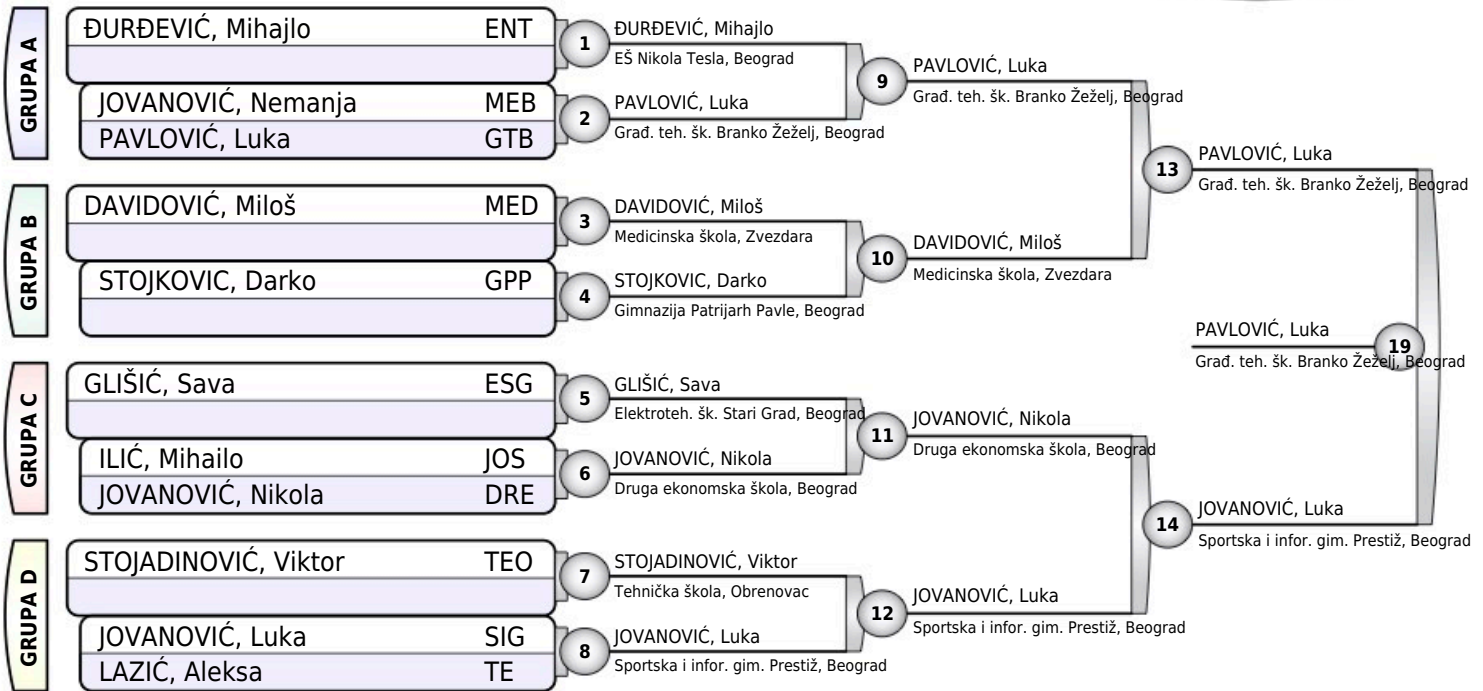 GRUPA A
ĐURĐEVIĆ, Mihajlo ENT
JOVANOVIĆ, Nemanja MEB
PAVLOVIĆ, Luka GTB
GRUPA B
DAVIDOVIĆ, Miloš MED
STOJKOVIC, Darko GPP
GRUPA C
GLIŠIĆ, Sava ESG
ILIĆ, Mihailo JOS
JOVANOVIĆ, Nikola DRE
GRUPA D
STOJADINOVIĆ, Viktor TEO
JOVANOVIĆ, Luka SIG
LAZIĆ, Aleksa TE
1
ĐURĐEVIĆ, Mihajlo
EŠ Nikola Tesla, Beograd
2
PAVLOVIĆ, Luka
Građ. teh. šk. Branko Žeželj, Beograd
3
DAVIDOVIĆ, Miloš
Medicinska škola, Zvezdara
4
STOJKOVIC, Darko
Gimnazija Patrijarh Pavle, Beograd
5
GLIŠIĆ, Sava
Elektroteh. šk. Stari Grad, Beograd
6
JOVANOVIĆ, Nikola
Druga ekonomska škola, Beograd
7
STOJADINOVIĆ, Viktor
Tehnička škola, Obrenovac
8
JOVANOVIĆ, Luka
Sportska i infor. gim. Prestiž, Beograd
9
PAVLOVIĆ, Luka
Građ. teh. šk. Branko Žeželj, Beograd
10
DAVIDOVIĆ, Miloš
Medicinska škola, Zvezdara
11
JOVANOVIĆ, Nikola
Druga ekonomska škola, Beograd
12
JOVANOVIĆ, Luka
Sportska i infor. gim. Prestiž, Beograd
13
PAVLOVIĆ, Luka
Građ. teh. šk. Branko Žeželj, Beograd
14
JOVANOVIĆ, Luka
Sportska i infor. gim. Prestiž, Beograd
PAVLOVIĆ, Luka
19
Građ. teh. šk. Branko Žeželj, Beograd